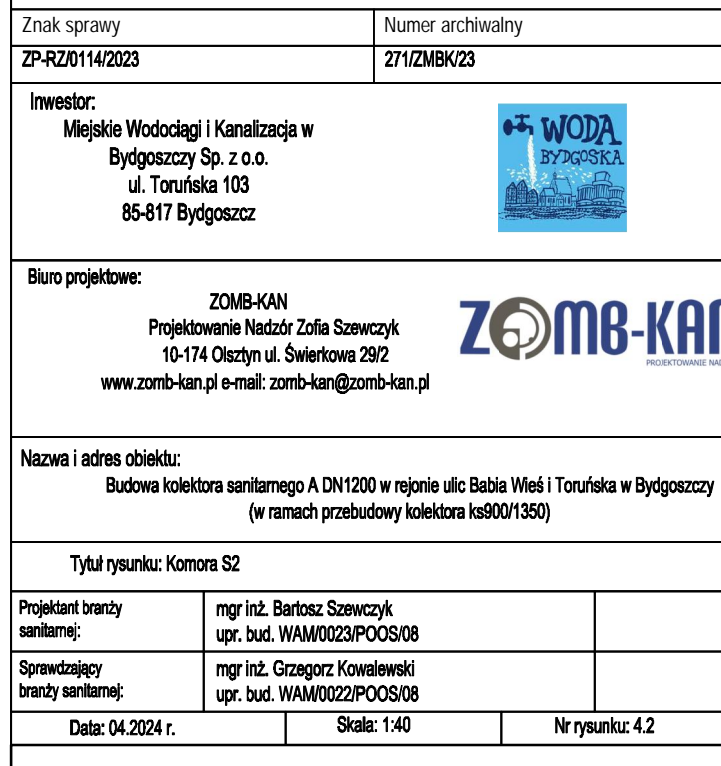 Znak sprawy
Numer archiwalny
ZP-RZ/0114/2023
271/ZMBK/23
Inwestor:
Miejskie Wodociągi i Kanalizacja w
Bydgoszczy Sp. z o.o.
ul. Toruńska 103
85-817 Bydgoszcz
WODA
BYDGOSKA
Biuro projektowe:
ZOMB-KAN
Projektowanie Nadzór Zofia Szewczyk
10-174 Olsztyn ul. Świerkowa 29/2
www.zomb-kan.pl e-mail: zomb-kan@zomb-kan.pl
ZOMB-KAN
PROJEKTOWANIE NAD
Nazwa i adres obiektu:
Budowa kolektora sanitarnego A DN1200 w rejonie ulic Babia Wieś i Toruńska w Bydgoszczy
(w ramach przebudowy kolektora ks900/1350)
Tytuł rysunku: Komora S2
Projektant branży
sanitarnej:
mgr inż. Bartosz Szewczyk
upr. bud. WAM/0023/POOS/08
Sprawdzający
branży sanitarnej:
mgr inż. Grzegorz Kowalewski
upr. bud. WAM/0022/POOS/08
Data: 04.2024 r.
Skala: 1:40
Nr rysunku: 4.2